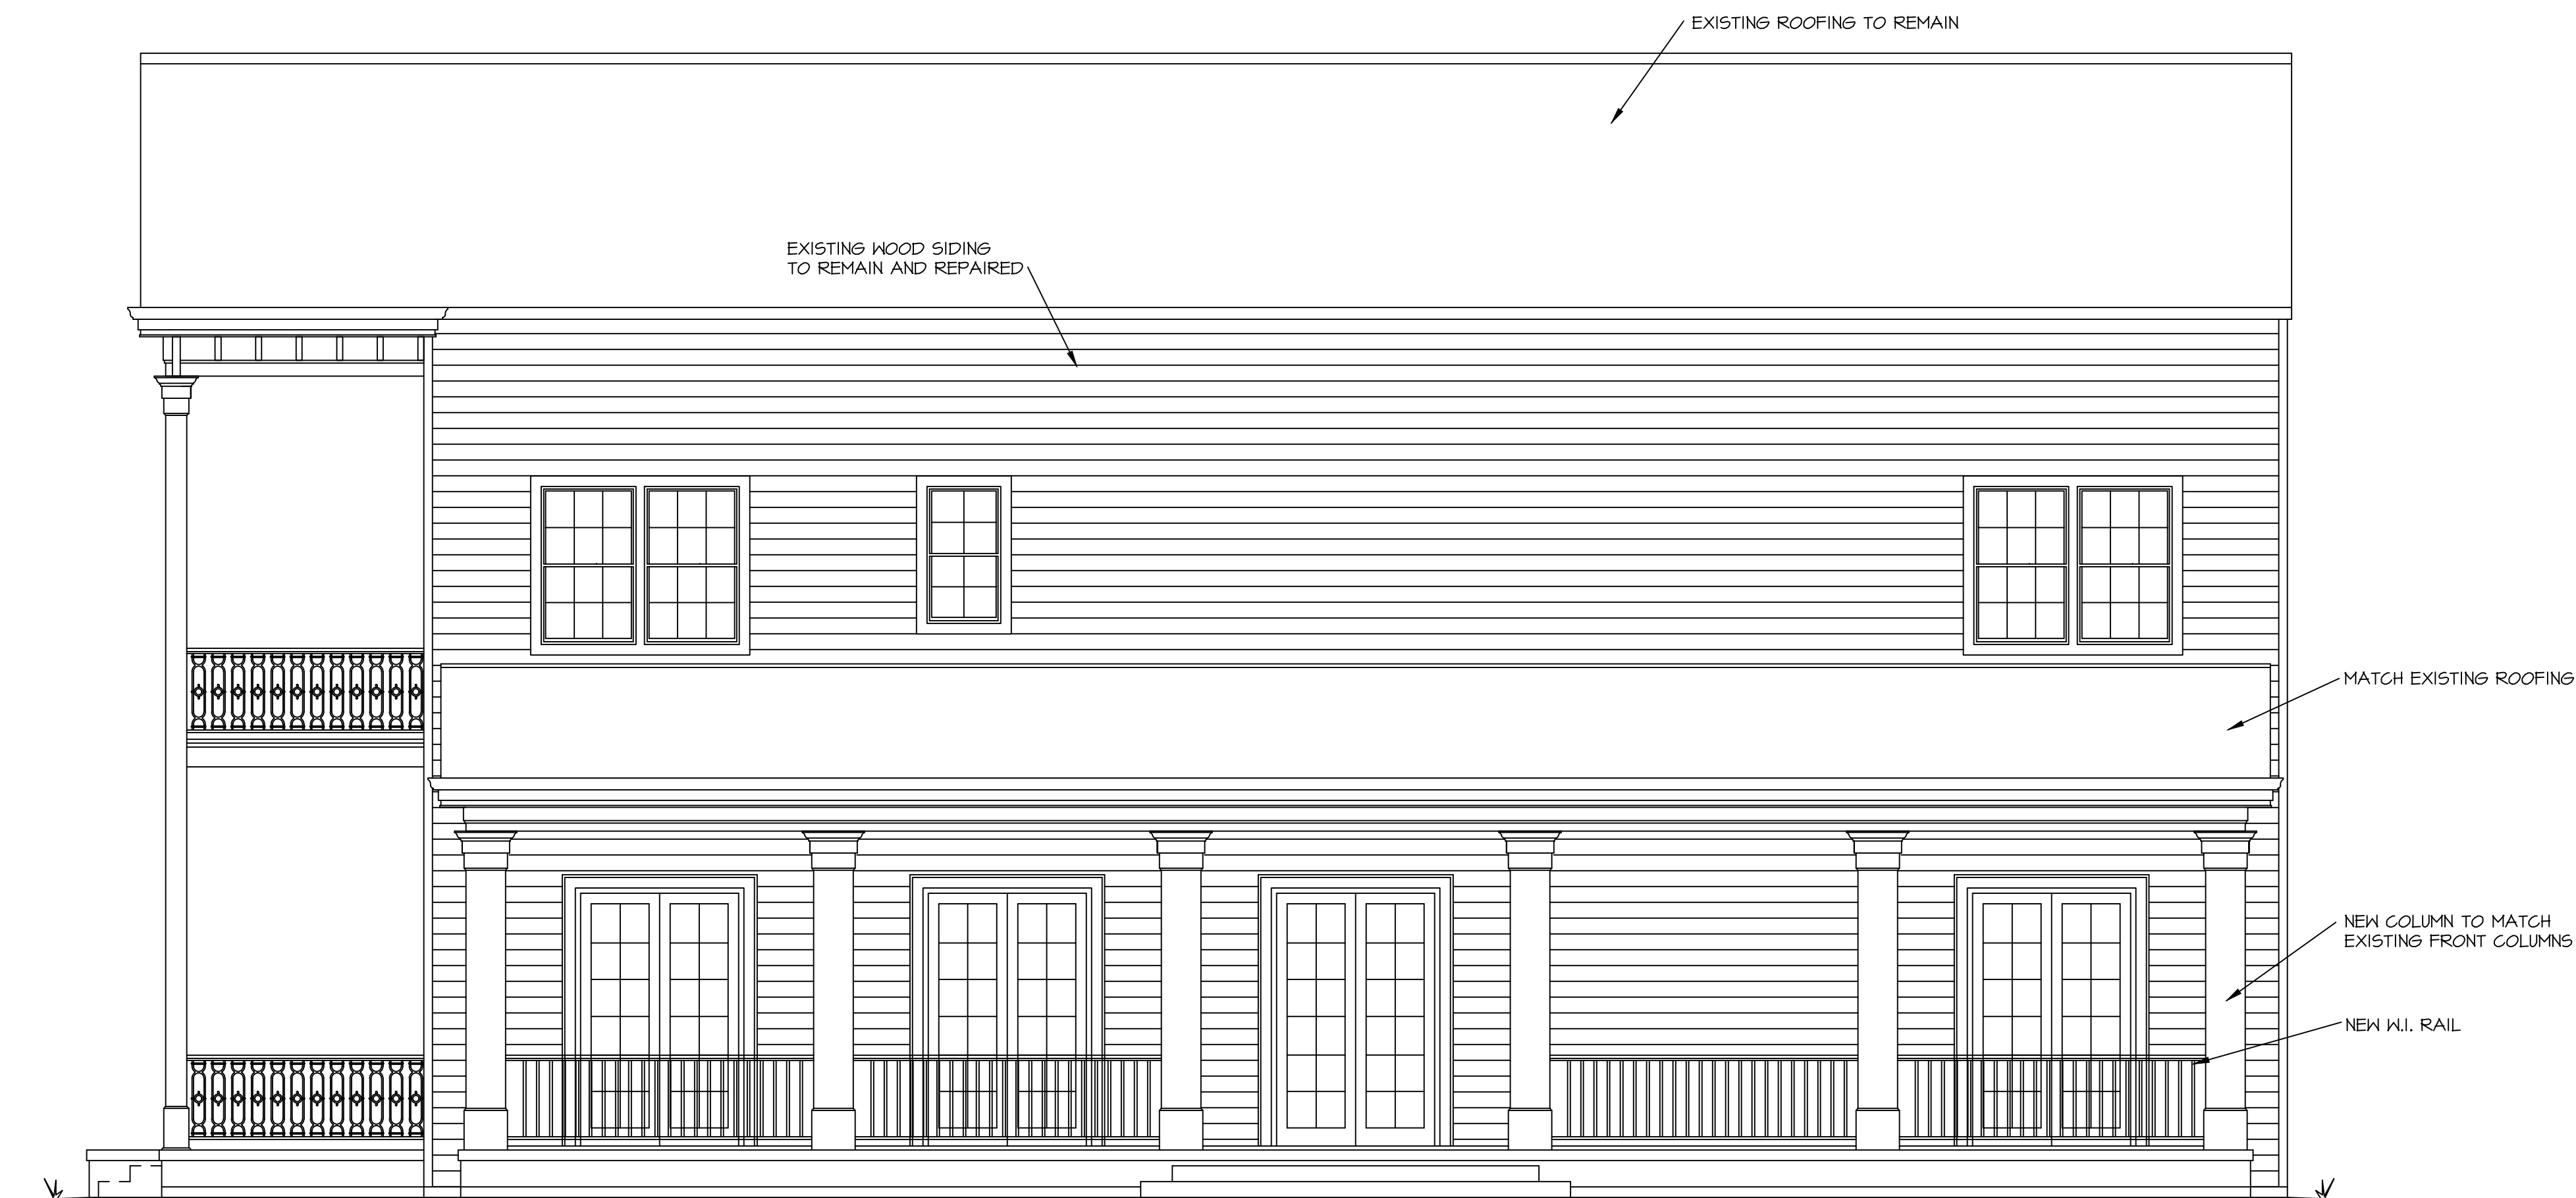 EXISTING ROOFING TO REMAIN
EXISTING WOOD SIDING
TO REMAIN AND REPAIRED
MATCH EXISTING ROOFING
NEW COLUMN TO MATCH
EXISTING FRONT COLUMNS
NEW W.I. RAIL